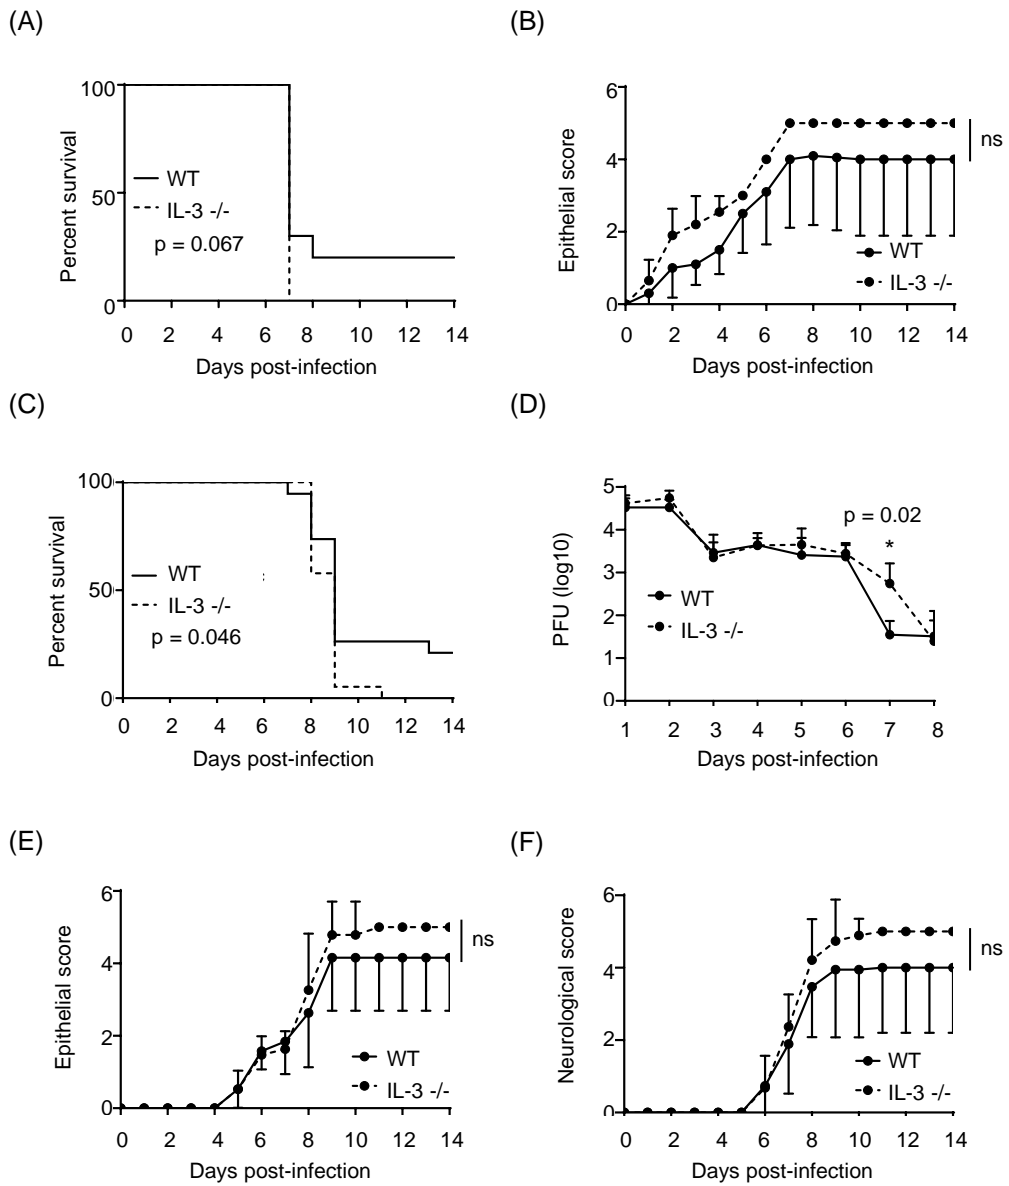 (A)
(B)
100
50
0
Percent survival
WT
IL-3 -/-
p = 0.067
0 2 4 6 8 10 12 14
Days post-infection
6
4
2
0
Epithelial score
ns
WT
IL-3 -/-
0 2 4 6 8 10 12 14
Days post-infection
(C)
(D)
100
50
0
Percent survival
WT
IL-3 -/-
p = 0.046
0 2 4 6 8 10 12 14
Days post-infection
5
4
3
2
1
0
PFU (log10)
p = 0.02
*
WT
IL-3 -/-
1 2 3 4 5 6 7 8
Days post-infection
(E)
(F)
6
4
2
0
Epithelial score
ns
WT
IL-3 -/-
0 2 4 6 8 10 12 14
Days post-infection
6
4
2
0
Neurological score
ns
WT
IL-3 -/-
0 2 4 6 8 10 12 14
Days post-infection